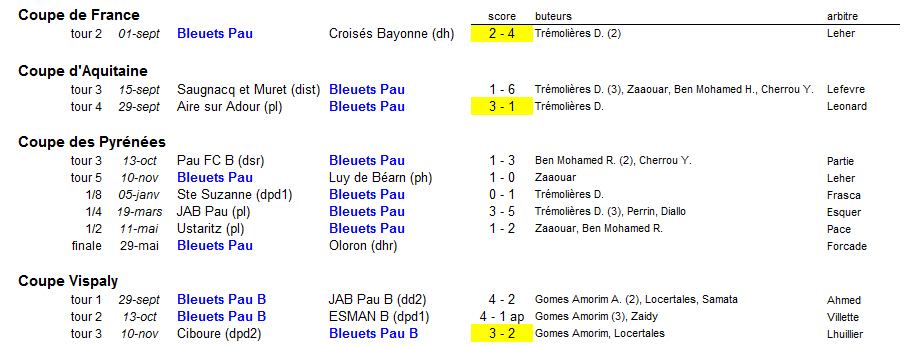 Coupe de France score buteurs arbitre
tour 2 01-sept Bleuets Pau Croisés Bayonne (dh) 2 - 4 Trémolières D. (2) Leher
Coupe d'Aquitaine
tour 3 15-sept Saugnacq et Muret (dist) Bleuets Pau 1 - 6 Trémolières D. (3), Zaaouar, Ben Mohamed H., Cherrou Y. Lefevre
tour 4 29-sept Aire sur Adour (pl) Bleuets Pau 3 - 1 Trémolières D. Leonard
Coupe des Pyrénées
tour 3 13-oct Pau FC B (dsr) Bleuets Pau 1 - 3 Ben Mohamed R. (2), Cherrou Y. Partie
tour 5 10-nov Bleuets Pau Luy de Béarn (ph) 1 - 0 Zaaouar Leher
1/8 05-janv Ste Suzanne (dpd1) Bleuets Pau 0 - 1 Trémolières D. Frasca
1/4 19-mars JAB Pau (pl) Bleuets Pau 3 - 5 Trémolières D. (3), Perrin, Diallo Esquer
1/2 11-mai Ustaritz (pl) Bleuets Pau 1 - 2 Zaaouar, Ben Mohamed R. Pace
finale 29-mai Bleuets Pau Oloron (dhr) Forcade
Coupe Vispaly
tour 1 29-sept Bleuets Pau B JAB Pau B (dd2) 4 - 2 Gomes Amorim A. (2), Locertales, Samata Ahmed
tour 2 13-oct Bleuets Pau B ESMAN B (dpd1) 4 - 1 ap Gomes Amorim (3), Zaidy Villette
tour 3 10-nov Ciboure (dpd2) Bleuets Pau B 3 - 2 Gomes Amorim, Locertales Lhuillier